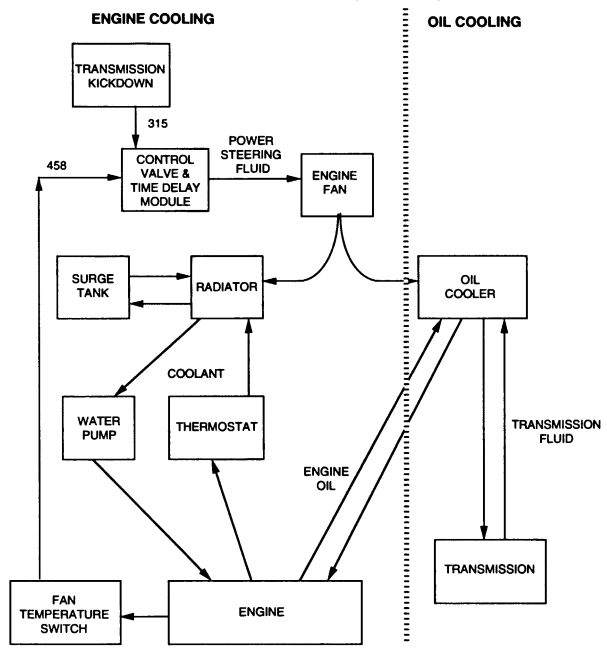 ENGINE COOLING
OIL COOLING
TRANSMISSION
KICKDOWN
315
458
CONTROL
VALVE &
TIME DELAY
MODULE
POWER
STEERING
FLUID
ENGINE
FAN
SURGE
TANK
RADIATOR
OIL
COOLER
COOLANT
WATER
PUMP
THERMOSTAT
ENGINE
OIL
TRANSMISSION
FLUID
TRANSMISSION
FAN
TEMPERATURE
SWITCH
ENGINE